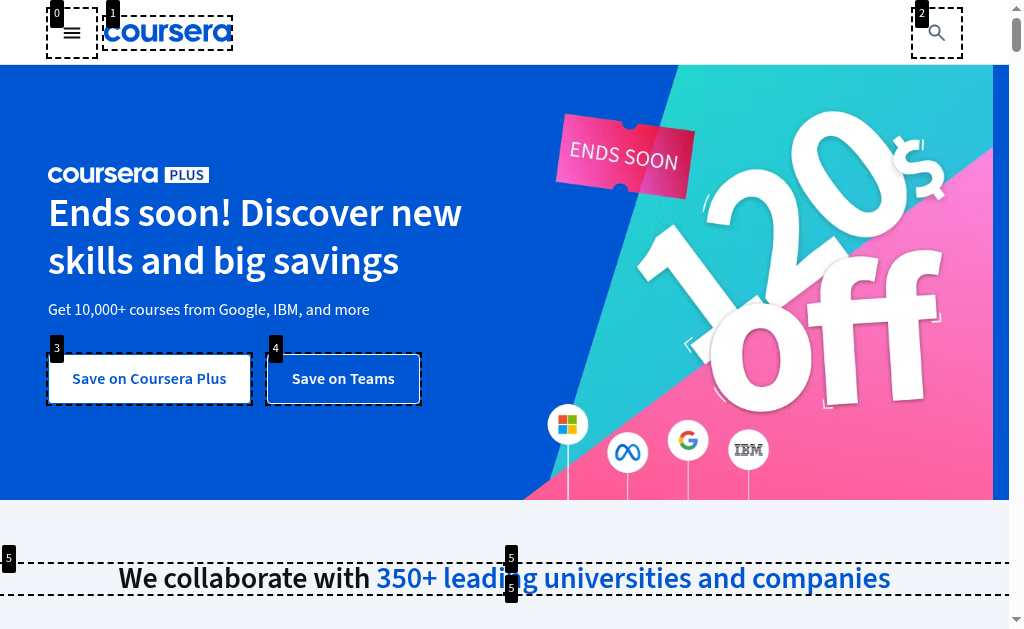 0
1
2
coursera
coursera PLUS
Ends soon! Discover new
skills and big savings
Get 10,000+ courses from Google, IBM, and more
3
4
Save on Coursera Plus
Save on Teams
ENDS SOON
120$
off
IBM
5
5
We collaborate with 350+ leading universities and companies
5